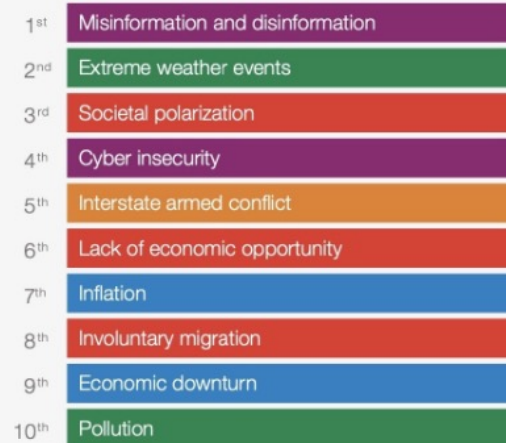 1st Misinformation and disinformation
2nd Extreme weather events
3rd Societal polarization
4th Cyber insecurity
5th Interstate armed conflict
6th Lack of economic opportunity
7th Inflation
8th Involuntary migration
9th Economic downturn
10th Pollution